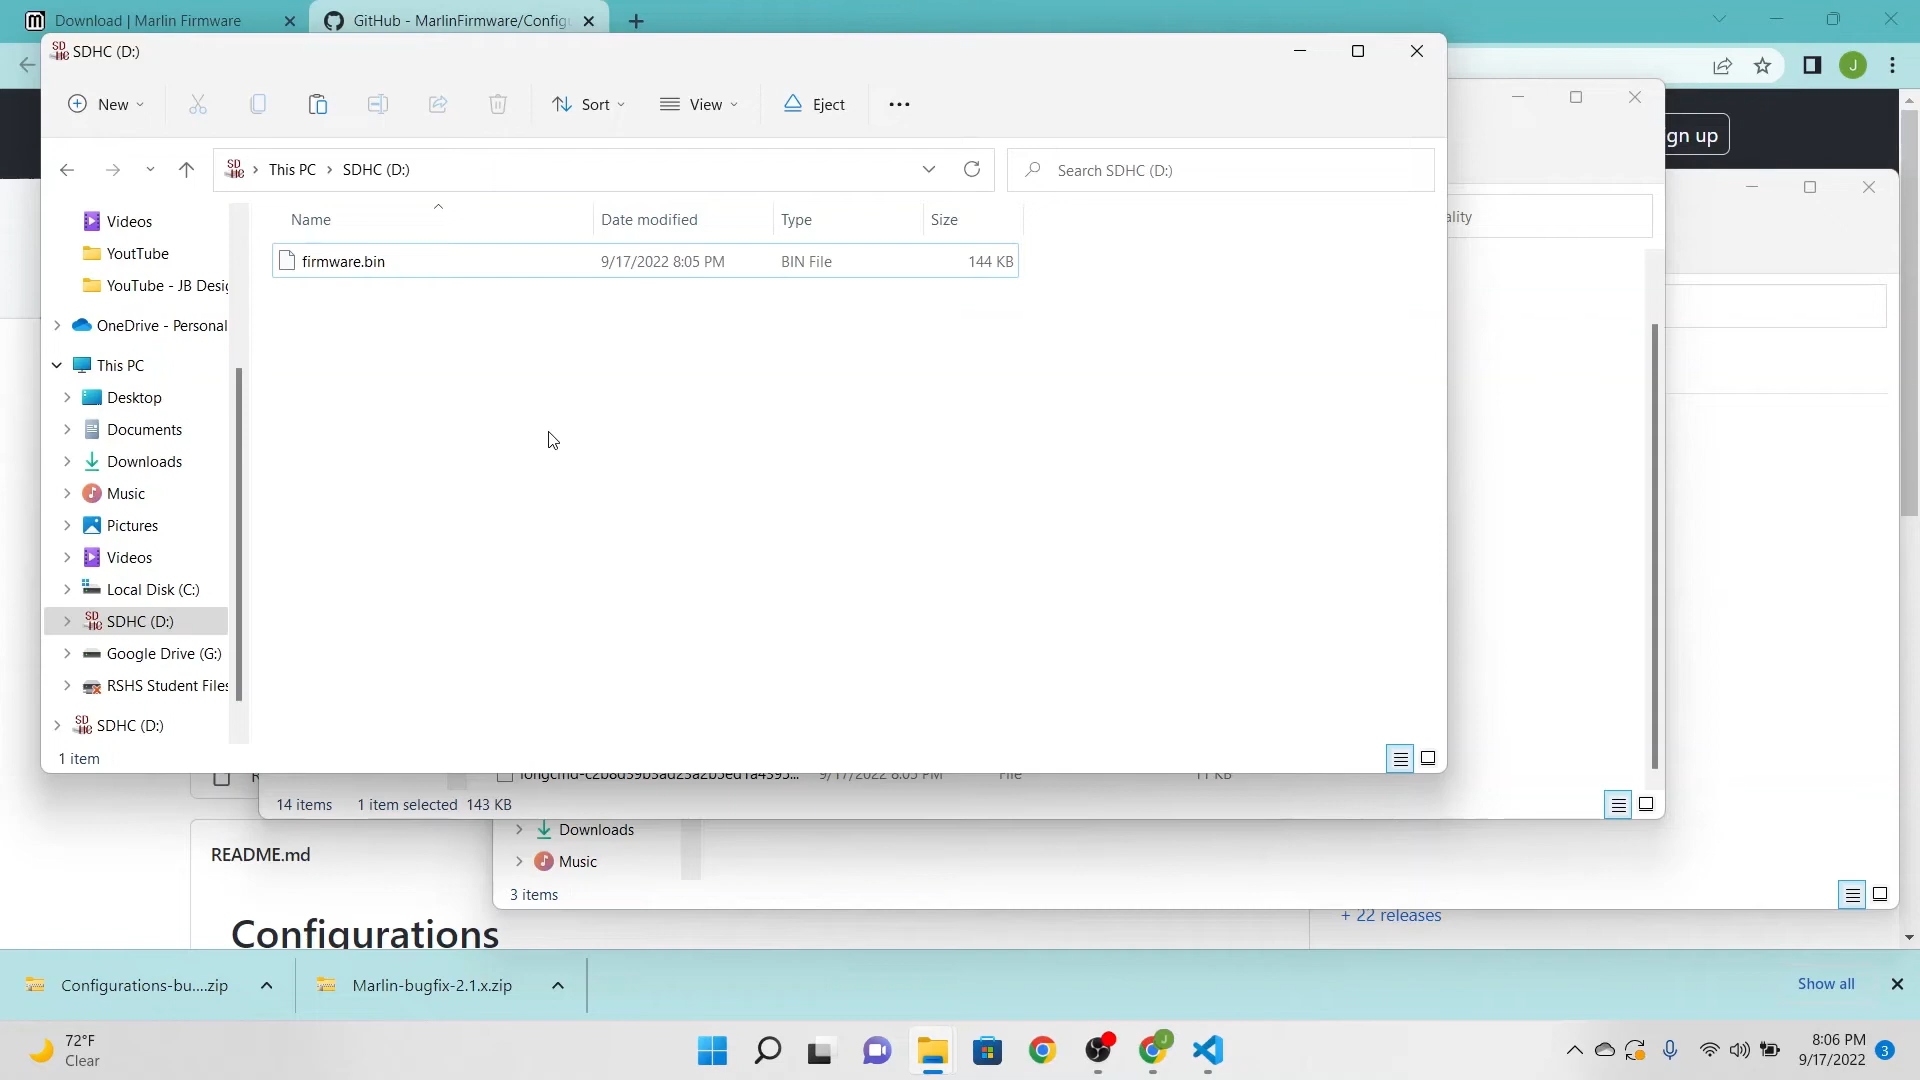 Download | Marlin Firmware
GitHub - MarlinFirmware/Configu
SDHC (D:)
New
Sort
View
Eject
gn up
This PC
SDHC (D:)
Search SDHC (D:)
ality
Name
Date modified
Type
Size
firmware.bin
9/17/2022 8:05 PM
BIN File
144 KB
Videos
YoutTube
YouTube - JB Desig
OneDrive - Personal
This PC
Desktop
Documents
Downloads
Music
Pictures
Videos
Local Disk (C:)
SDHC (D:)
Google Drive (G:)
RSHS Student Files
SDHC (D:)
1 item
14 items
1 item selected 143 KB
Downloads
Music
3 items
README.md
Configurations
+ 22 releases
Configurations-bu....zip
Marlin-bugfix-2.1.x.zip
Show all
72°F
Clear
8:06 PM
9/17/2022
3